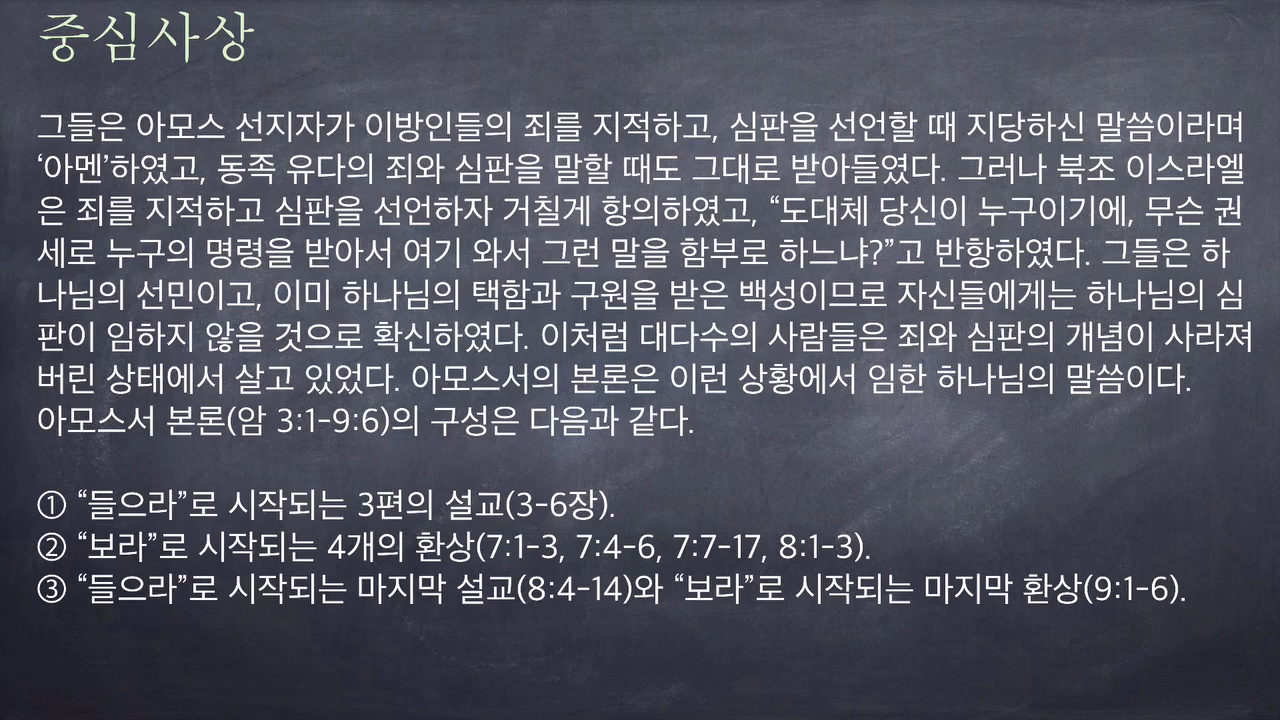 중심사상
그들은 아모스 선지자가 이방인들의 죄를 지적하고, 심판을 선언할 때 지당하신 말씀이라며
‘아멘’하였고, 동족 유다의 죄와 심판을 말할 때도 그대로 받아들였다. 그러나 북조 이스라엘
은 죄를 지적하고 심판을 선언하자 거칠게 항의하였고, “도대체 당신이 누구이기에, 무슨 권
세로 누구의 명령을 받아서 여기 와서 그런 말을 함부로 하느냐?”고 반항하였다. 그들은 하
나님의 선민이고, 이미 하나님의 택함과 구원을 받은 백성이므로 자신들에게는 하나님의 심
판이 임하지 않을 것으로 확신하였다. 이처럼 대다수의 사람들은 죄와 심판의 개념이 사라져
버린 상태에서 살고 있었다. 아모스서의 본론은 이런 상황에서 임한 하나님의 말씀이다.
아모스서 본론(암 3:1-9:6)의 구성은 다음과 같다.
① “들으라”로 시작되는 3편의 설교(3-6장).
② “보라”로 시작되는 4개의 환상(7:1-3, 7:4-6, 7:7-17, 8:1-3).
③ “들으라”로 시작되는 마지막 설교(8:4-14)와 “보라”로 시작되는 마지막 환상(9:1-6).